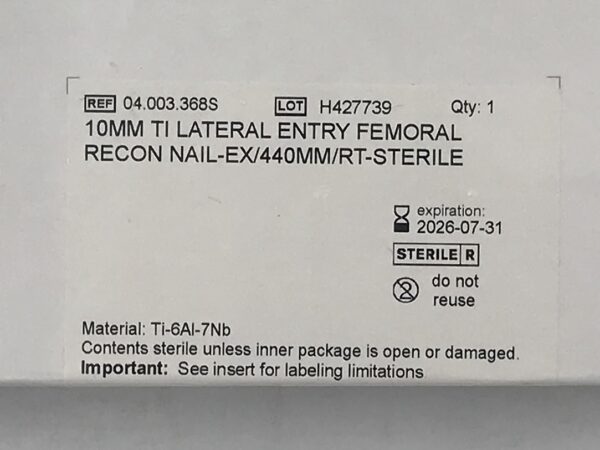 REF 04.003.368S LOT H427739 Qty: 1
10MM TI LATERAL ENTRY FEMORAL
RECON NAIL-EX/440MM/RT-STERILE
expiration:
2026-07-31
STERILE R
do not
reuse
Material: Ti-6Al-7Nb
Contents sterile unless inner package is open or damaged.
Important: See insert for labeling limitations